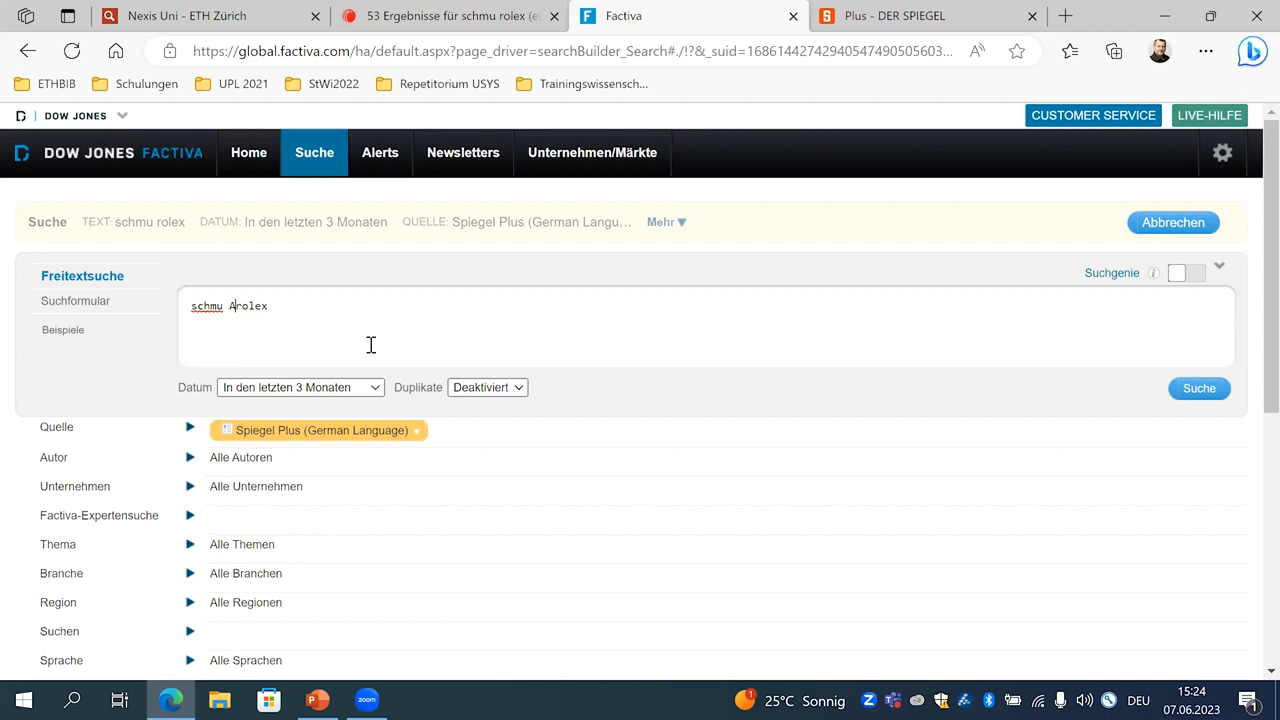 Nexis Uni - ETH Zürich
53 Ergebnisse für schmu rolex (e
Factiva
Plus - DER SPIEGEL
https://global.factiva.com/ha/default.aspx?page_driver=searchBuilder_Search#./!?&_suid=168614427429405474905056​03...
ETHBIB
Schulungen
UPL 2021
StWi2022
Repetitorium USYS
Trainingswissensch...
DOW JONES
CUSTOMER SERVICE
LIVE-HILFE
DOW JONES FACTIVA
Home
Suche
Alerts
Newsletters
Unternehmen/Märkte
Suche TEXT: schmu rolex DATUM: In den letzten 3 Monaten QUELLE: Spiegel Plus (German Langu... Mehr
Abbrechen
Freitextsuche
Suchgenie
Suchformular
schmu Arolex
Beispiele
Datum In den letzten 3 Monaten Duplikate Deaktiviert
Suche
Quelle Spiegel Plus (German Language)
Autor Alle Autoren
Unternehmen Alle Unternehmen
Factiva-Expertensuche
Thema Alle Themen
Branche Alle Branchen
Region Alle Regionen
Suchen
Sprache Alle Sprachen
zoom
25°C Sonnig
DEU
15:24
07.06.2023